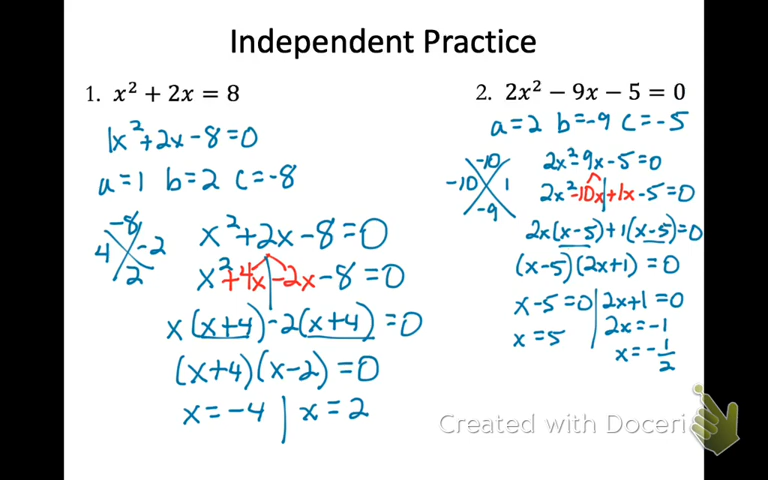 Independent Practice
1. x² + 2x = 8
1x²+2x-8=0
a=1 b=2 c=-8
-8
4 -2
2
x²+2x-8=0
x²+4x-2x-8=0
x(x+4)-2(x+4)=0
(x+4)(x-2)=0
x=-4 | x=2
2. 2x² − 9x − 5 = 0
a=2 b=-9 c=-5
-10
-10 1
-9
2x²-9x-5=0
2x²-10x+1x-5=0
2x(x-5)+1(x-5)=0
(x-5)(2x+1)=0
x-5=0 | 2x+1=0
x=5 | 2x=-1
x=-1/2
Created with Doceri